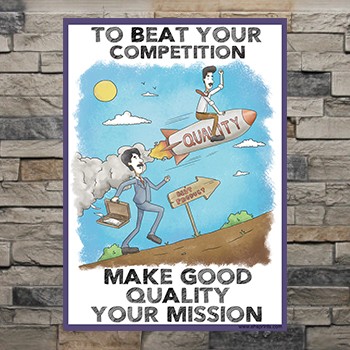 TO BEAT YOUR
COMPETITION
QUALITY
BEST
PRODUCT
MAKE GOOD
QUALITY
YOUR MISSION